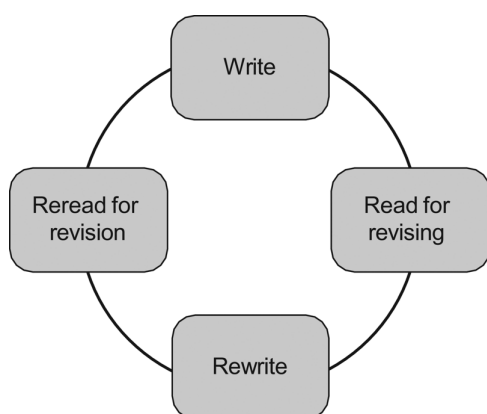 Write
Reread for
revision
Read for
revising
Rewrite